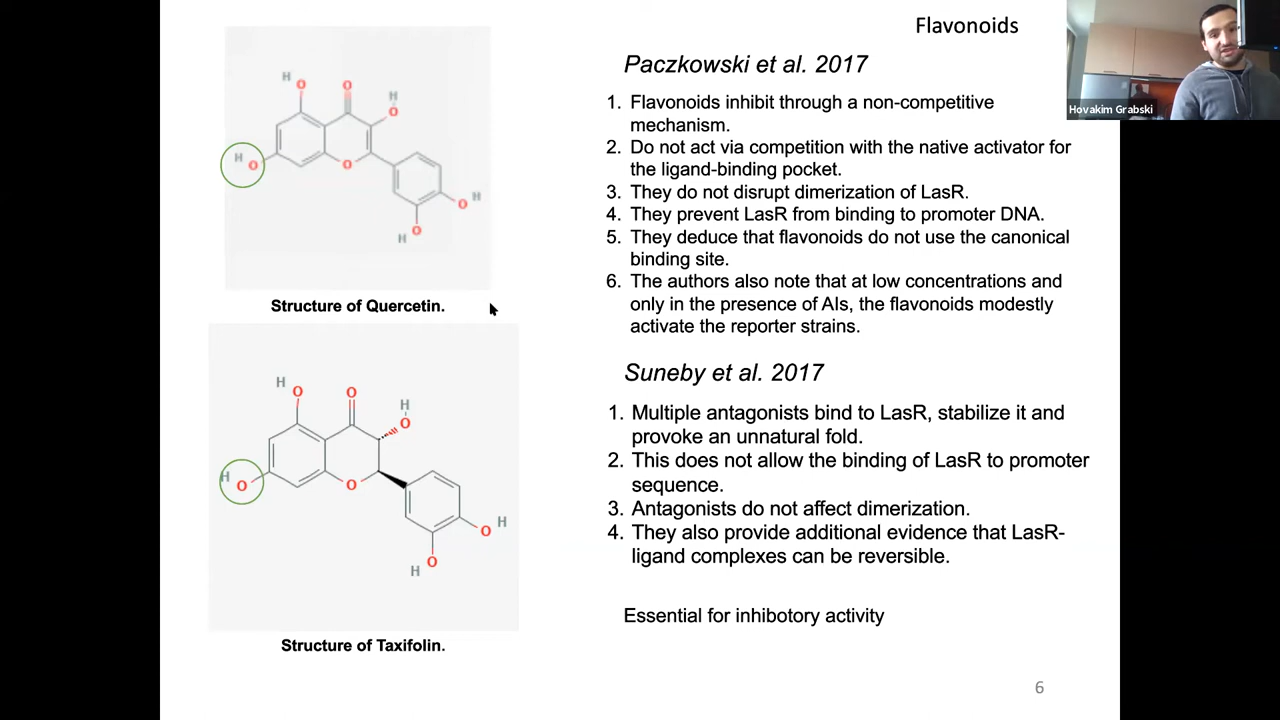 Flavonoids
Hovakim Grabski
Paczkowski et al. 2017
1. Flavonoids inhibit through a non-competitive
mechanism.
2. Do not act via competition with the native activator for
the ligand-binding pocket.
3. They do not disrupt dimerization of LasR.
4. They prevent LasR from binding to promoter DNA.
5. They deduce that flavonoids do not use the canonical
binding site.
6. The authors also note that at low concentrations and
only in the presence of AIs, the flavonoids modestly
activate the reporter strains.
Suneby et al. 2017
1. Multiple antagonists bind to LasR, stabilize it and
provoke an unnatural fold.
2. This does not allow the binding of LasR to promoter
sequence.
3. Antagonists do not affect dimerization.
4. They also provide additional evidence that LasR-
ligand complexes can be reversible.
Essential for inhibotory activity
H
O
O
H
O
H
O
O
O
H
O
H
Structure of Quercetin.
H
O
O
H
O
H
O
O
O
H
O
H
Structure of Taxifolin.
6